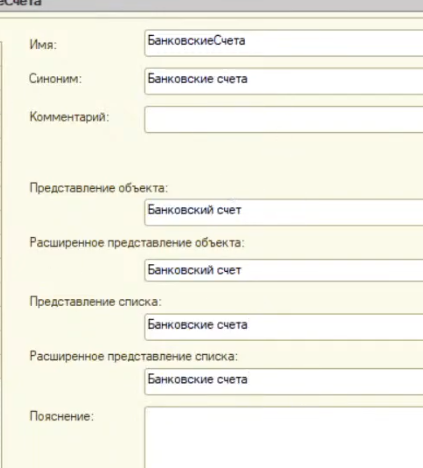 еСчета
Имя: БанковскиеСчета
Синоним: Банковские счета
Комментарий:
Представление объекта:
Банковский счет
Расширенное представление объекта:
Банковский счет
Представление списка:
Банковские счета
Расширенное представление списка:
Банковские счета
Пояснение: